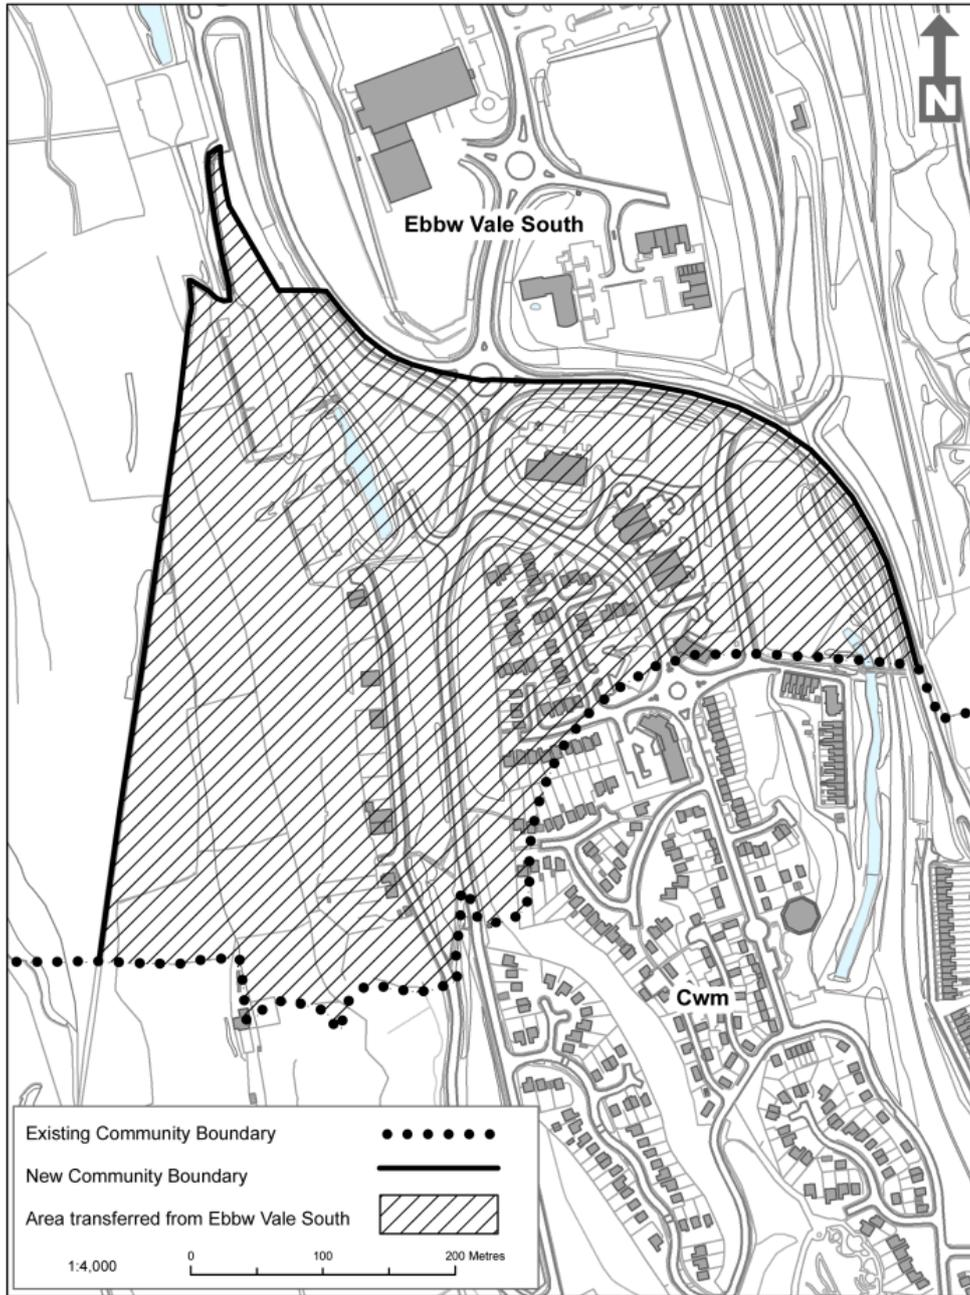 N
Ebbw Vale South
Cwm
Existing Community Boundary
New Community Boundary
Area transferred from Ebbw Vale South
1:4,000
0 100 200 Metres